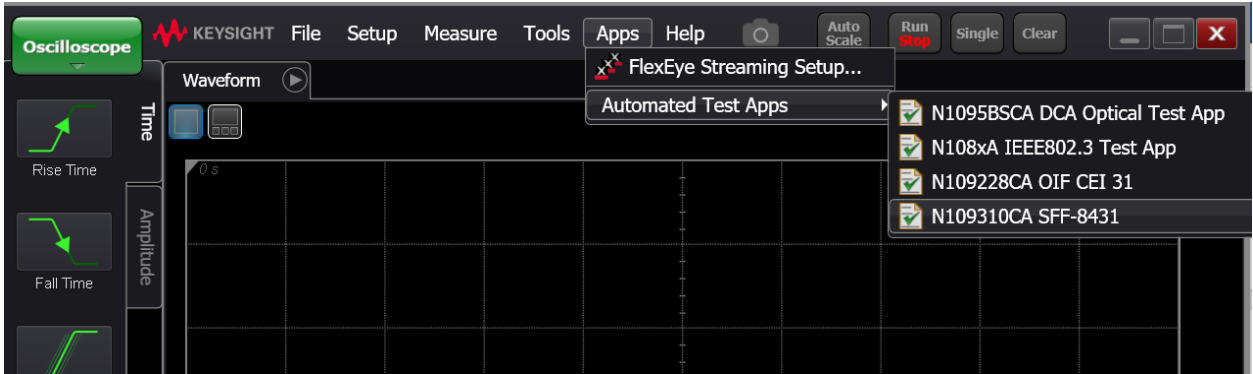 Oscilloscope
KEYSIGHT File Setup Measure Tools Apps Help Auto Scale Run Stop Single Clear X
Waveform
FlexEye Streaming Setup...
Automated Test Apps
N1095BSCA DCA Optical Test App
N108xA IEEE802.3 Test App
N109228CA OIF CEI 31
N109310CA SFF-8431
Time
Rise Time
0 s
Amplitude
Fall Time